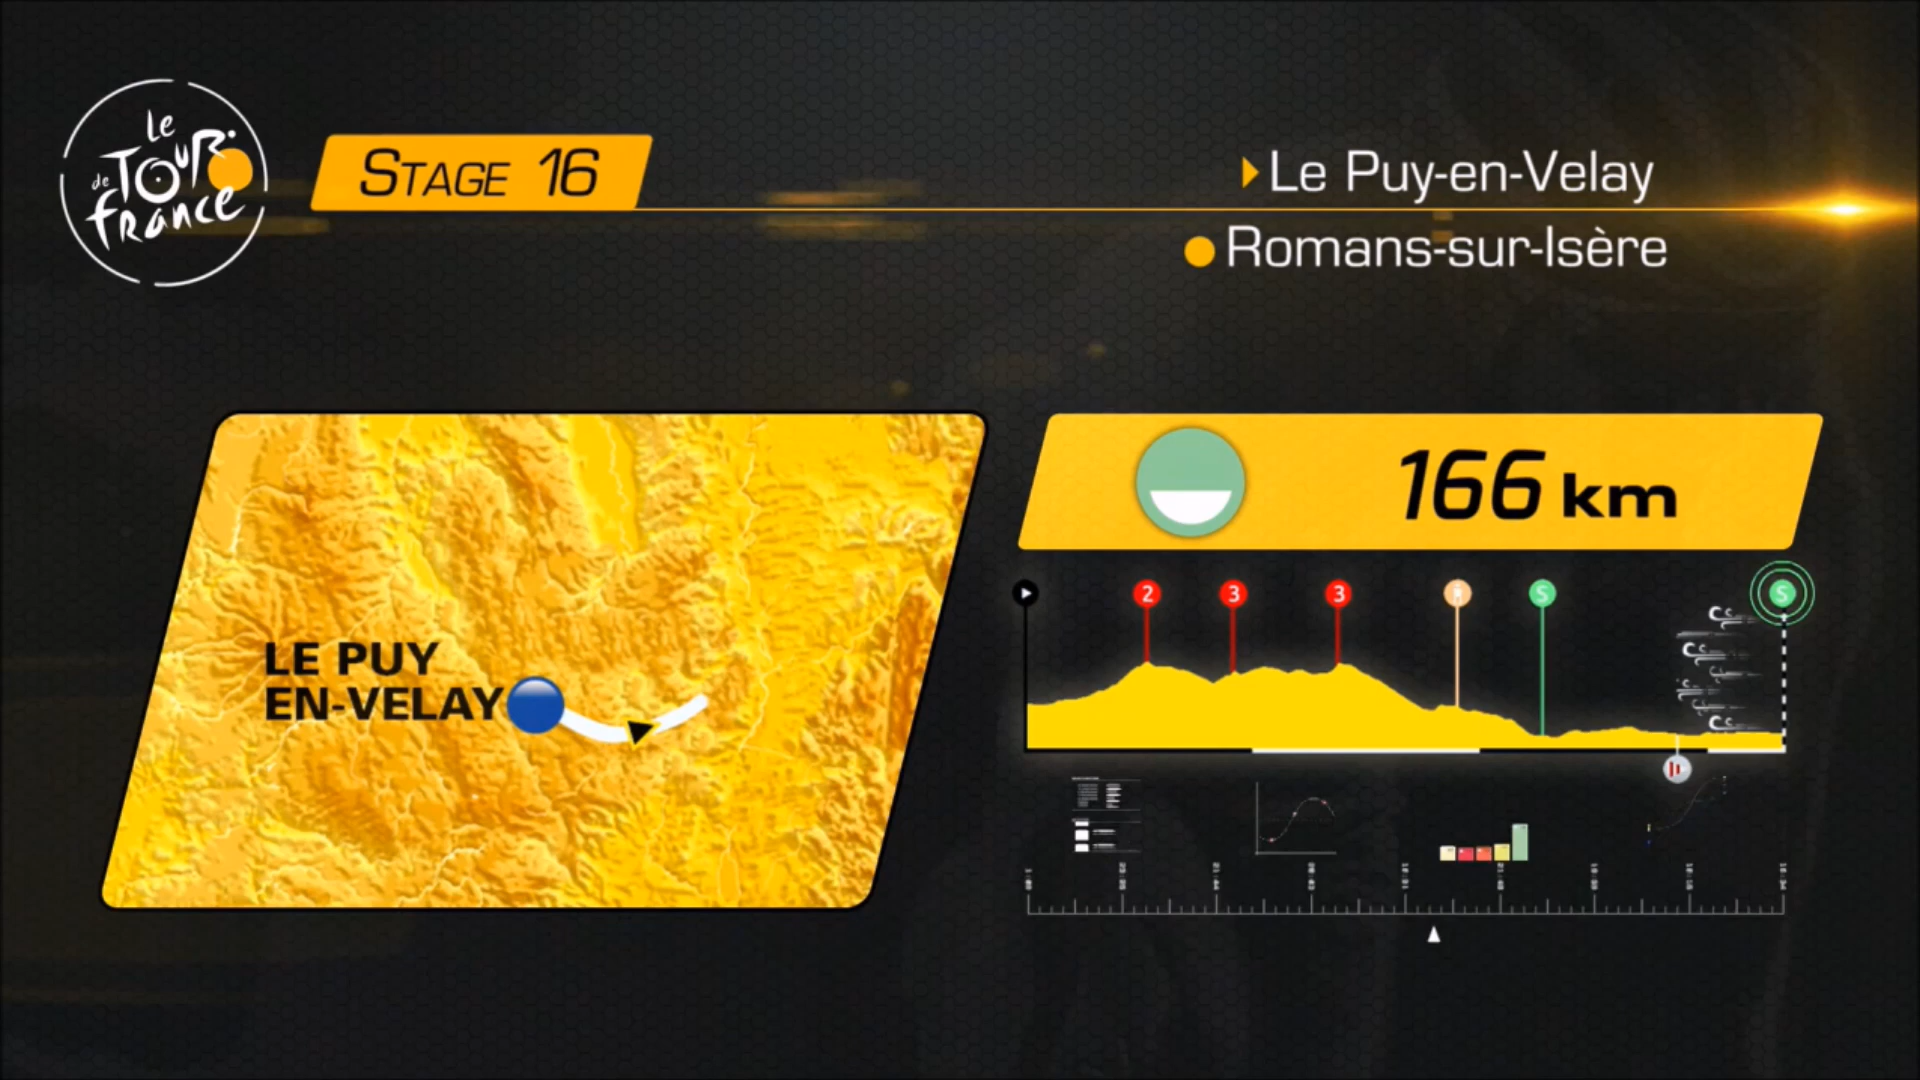 Le
TOUR
de
france
STAGE 16
Le Puy-en-Velay
Romans-sur-Isère
166 km
2
3
3
S
S
LE PUY
EN-VELAY